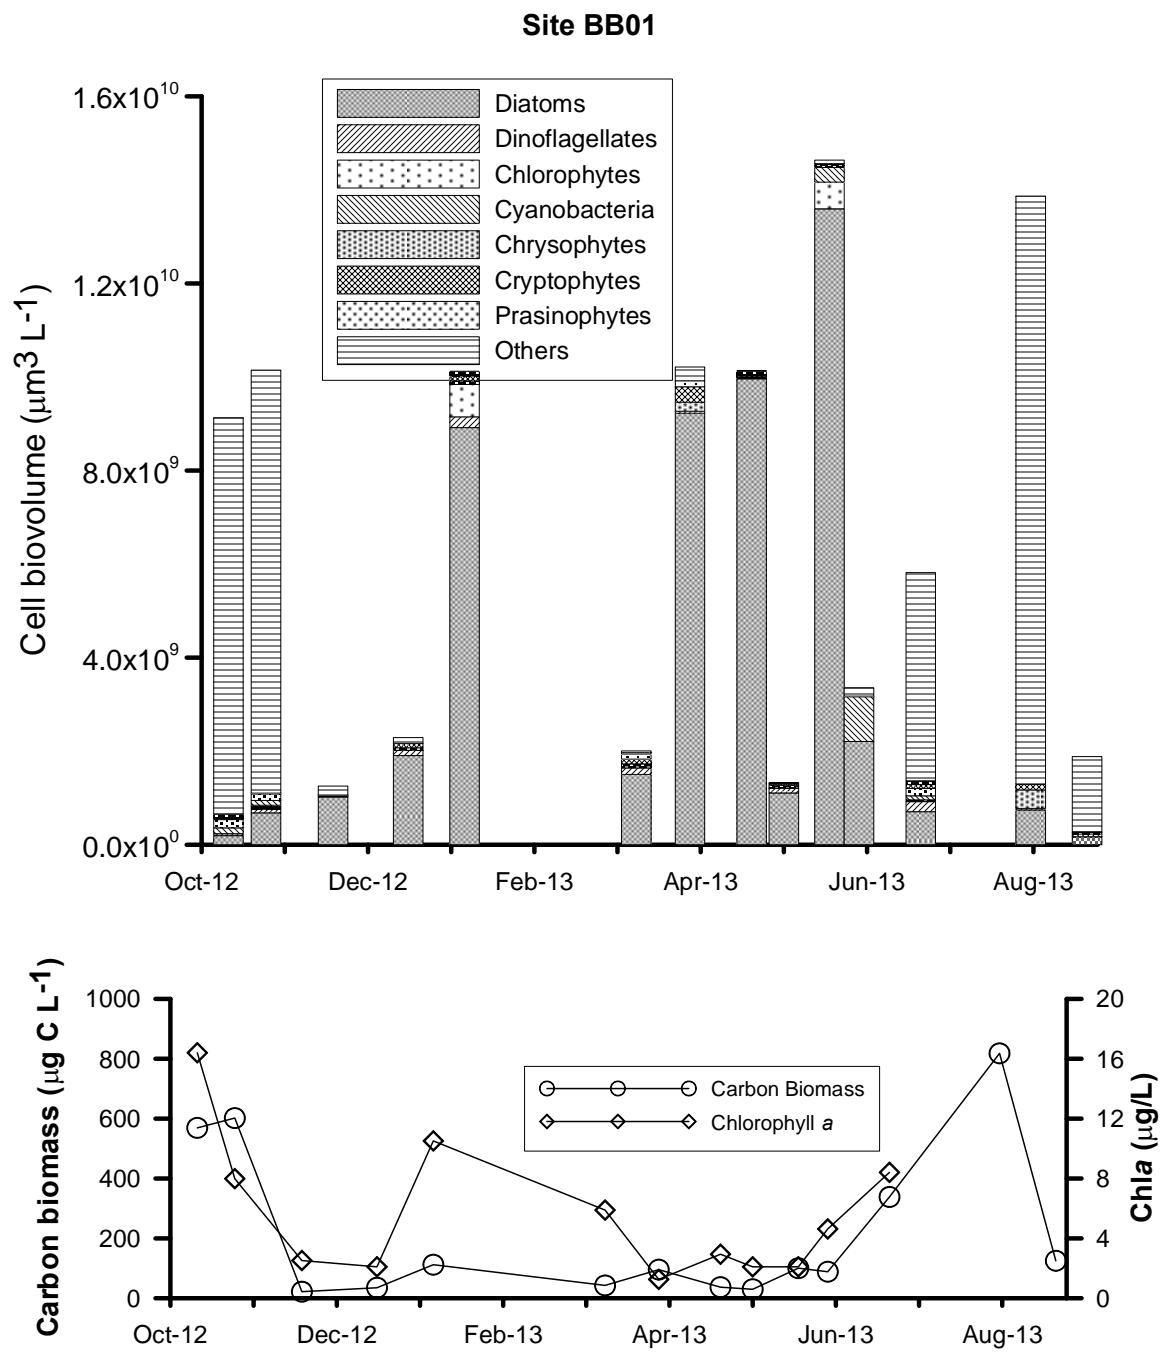 Site BB01
1.6x10^10
1.2x10^10
8.0x10^9
4.0x10^9
0.0x10^0
Cell biovolume (μm3 L-1)
Diatoms
Dinoflagellates
Chlorophytes
Cyanobacteria
Chrysophytes
Cryptophytes
Prasinophytes
Others
Oct-12 Dec-12 Feb-13 Apr-13 Jun-13 Aug-13
Carbon biomass (μg C L-1)
1000
800
600
400
200
0
Carbon Biomass
Chlorophyll a
20
16
12
8
4
0
Chla (μg/L)
Oct-12 Dec-12 Feb-13 Apr-13 Jun-13 Aug-13